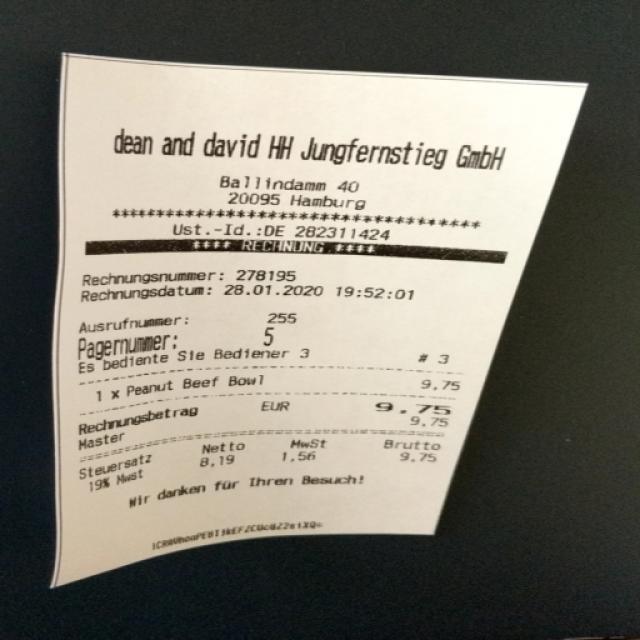 dean and david HH Jungfernstieg GmbH
Ballindamm 40
20095 Hamburg
************************************
Ust.-Id.:DE 282311424
**** RECHNUNG ****
Rechnungsnummer: 278195
Rechnungsdatum: 28.01.2020 19:52:01
Ausrufnummer: 255
Pagernummer: 5
Es bediente Sie Bediener 3 # 3
1 x Peanut Beef Bowl 9,75
Rechnungsbetrag EUR 9.75
Master 9,75
Steuersatz Netto MwSt Brutto
19% Mwst 8,19 1,56 9,75
Wir danken für Ihren Besuch!